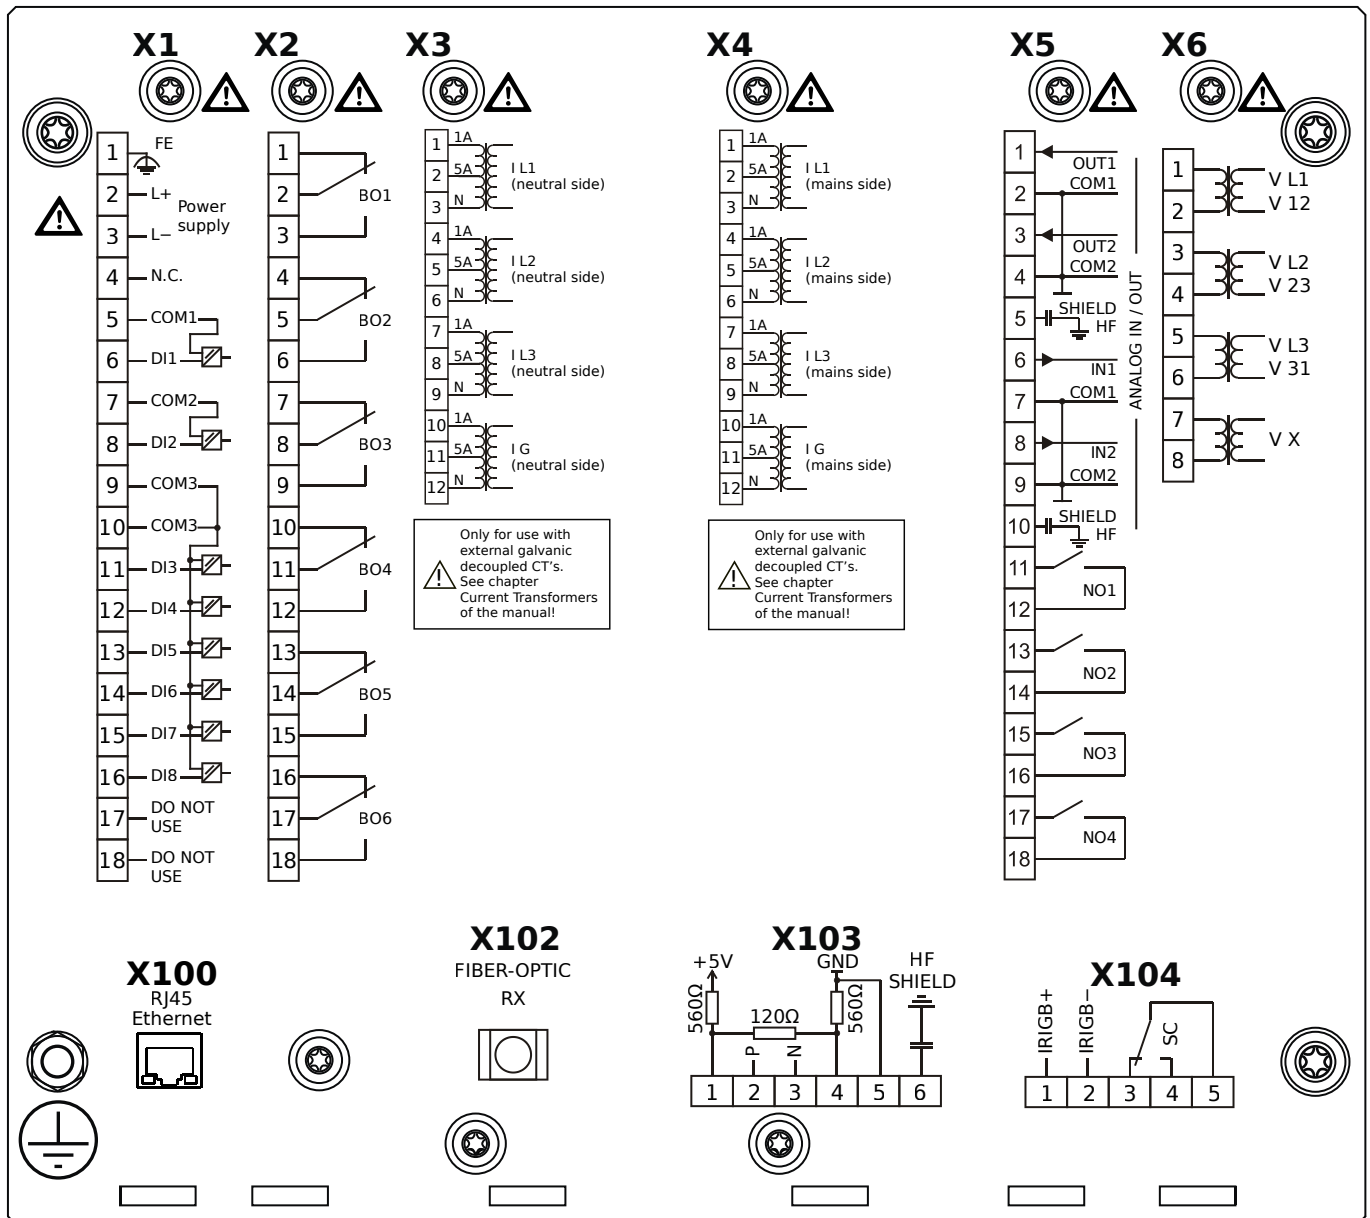 X1
X2
X3
X4
X5
X6
1
FE
2
L+
Power
supply
3
L−
4
N.C.
5
COM1
6
DI1
7
COM2
8
DI2
9
COM3
10
COM3
11
DI3
12
DI4
13
DI5
14
DI6
15
DI7
16
DI8
17
DO NOT
USE
18
DO NOT
USE
1
2
BO1
3
4
5
BO2
6
7
8
BO3
9
10
11
BO4
12
13
14
BO5
15
16
17
BO6
18
1
1A
2
5A
I L1
(neutral side)
3
N
4
1A
5
5A
I L2
(neutral side)
6
N
7
1A
8
5A
I L3
(neutral side)
9
N
10
1A
11
5A
I G
(neutral side)
12
N
Only for use with
external galvanic
decoupled CT's.
See chapter
Current Transformers
of the manual!
1
1A
2
5A
I L1
(mains side)
3
N
4
1A
5
5A
I L2
(mains side)
6
N
7
1A
8
5A
I L3
(mains side)
9
N
10
1A
11
5A
I G
(mains side)
12
N
Only for use with
external galvanic
decoupled CT's.
See chapter
Current Transformers
of the manual!
1
OUT1
2
COM1
3
OUT2
4
COM2
5
SHIELD
HF
6
IN1
7
COM1
8
IN2
9
COM2
10
SHIELD
HF
ANALOG IN / OUT
11
NO1
12
13
NO2
14
15
NO3
16
17
NO4
18
1
V L1
2
V 12
3
V L2
4
V 23
5
V L3
6
V 31
7
V X
8
X100
RJ45
Ethernet
X102
FIBER-OPTIC
RX
X103
+5V
GND
HF
SHIELD
560Ω
120Ω
560Ω
P
N
1
2
3
4
5
6
X104
IRIGB+
IRIGB−
SC
1
2
3
4
5